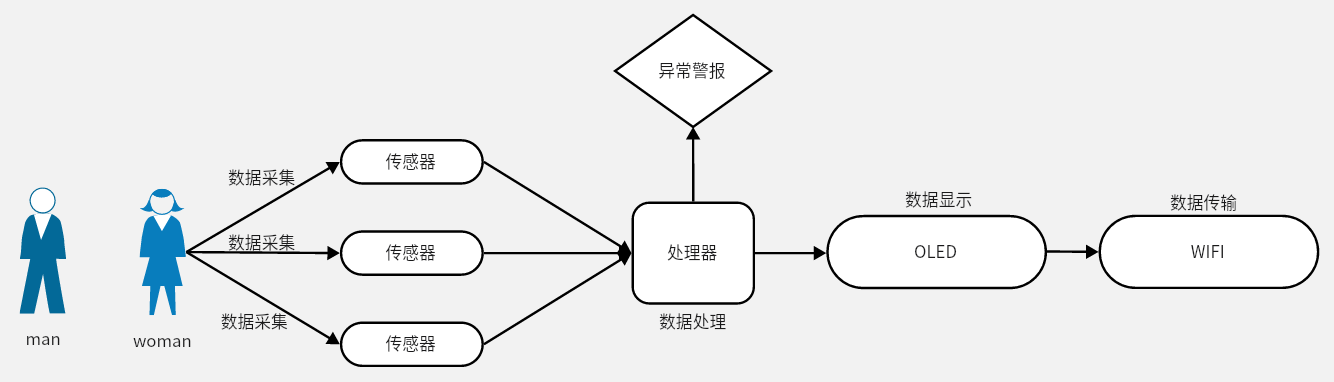 异常警报
数据采集
传感器
数据采集
传感器
数据采集
传感器
处理器
数据处理
数据显示
OLED
数据传输
WIFI
man
woman